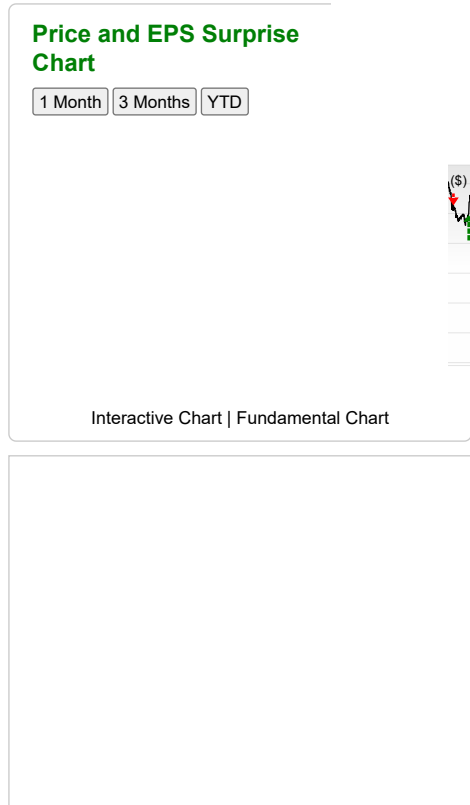 Price and EPS Surprise
Chart
1 Month 3 Months YTD
($)
Interactive Chart | Fundamental Chart